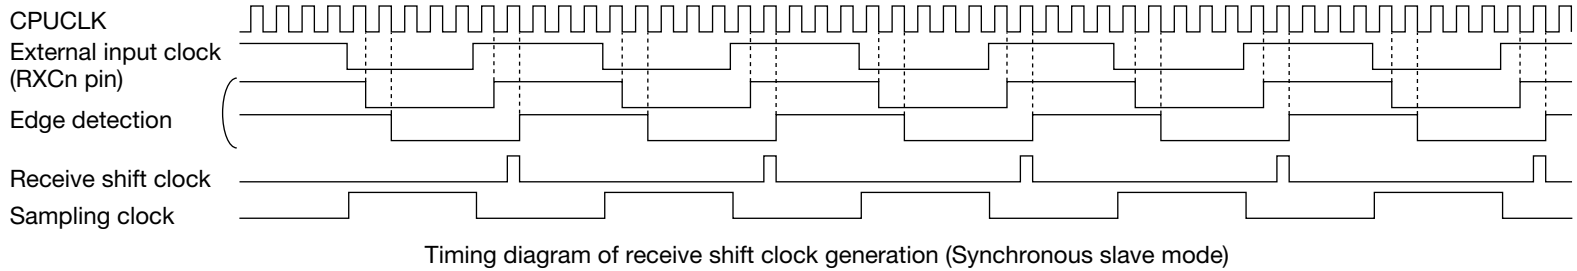 CPUCLK
External input clock
(RXCn pin)
Edge detection
Receive shift clock
Sampling clock
Timing diagram of receive shift clock generation (Synchronous slave mode)